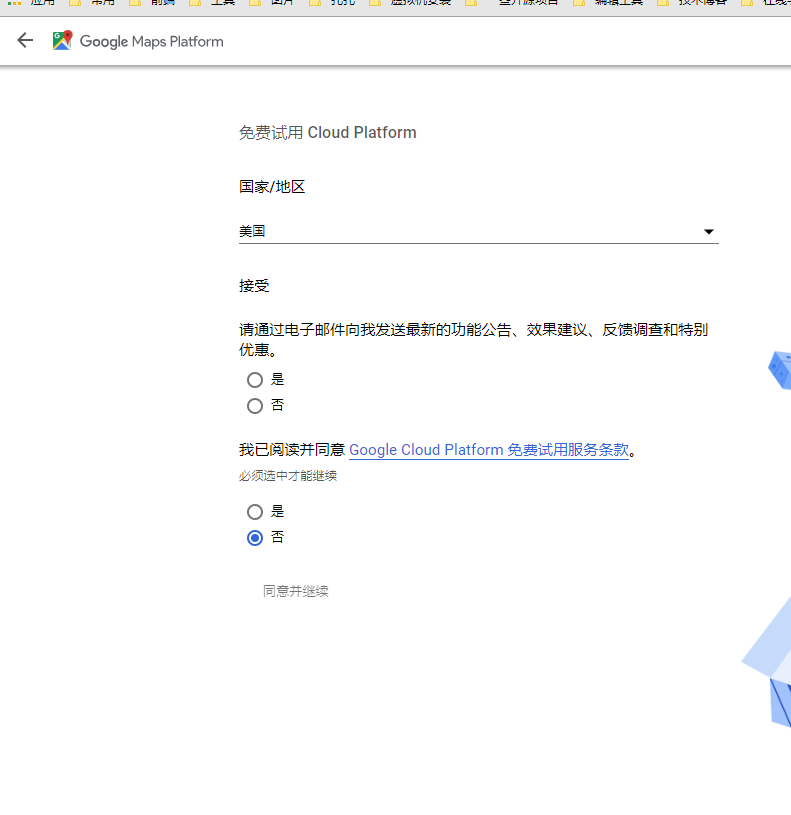 Google Maps Platform
免费试用 Cloud Platform
国家/地区
美国
接受
请通过电子邮件向我发送最新的功能公告、效果建议、反馈调查和特别
优惠。
是
否
我已阅读并同意 Google Cloud Platform 免费试用服务条款。
必须选中才能继续
是
否
同意并继续